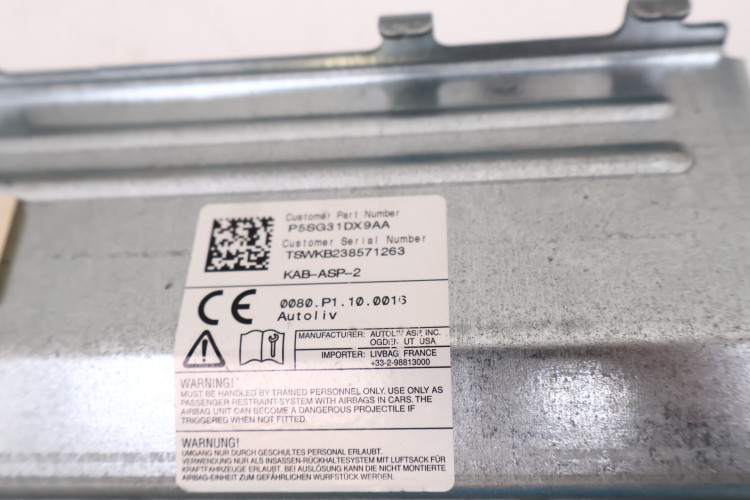 Customer Part Number
P5SG31DX9AA
Customer Serial Number
TSWKB238571263
KAB-ASP-2
CE
0080.P1.10.0016
Autoliv
MANUFACTURER: AUTOLIV ASP, INC.
OGDEN, UT USA
IMPORTER: LIVBAG FRANCE
+33-2-98813000
WARNING!
MUST BE HANDLED BY TRAINED PERSONNEL ONLY. USE ONLY AS
PASSENGER RESTRAINT-SYSTEM WITH AIRBAGS IN CARS. THE
AIRBAG UNIT CAN BECOME A DANGEROUS PROJECTILE IF
TRIGGERED WHEN NOT FITTED.
WARNUNG!
UMGANG NUR DURCH GESCHULTES PERSONAL ERLAUBT.
VERWENDUNG NUR ALS INSASSEN-RÜCKHALTESYSTEM MIT LUFTSACK FÜR
KRAFTFAHRZEUGE ERLAUBT. BEI AUSLÖSUNG KANN DIE NICHT MONTIERTE
AIRBAG-EINHEIT ZUM GEFÄHRLICHEN WURFSTÜCK WERDEN.